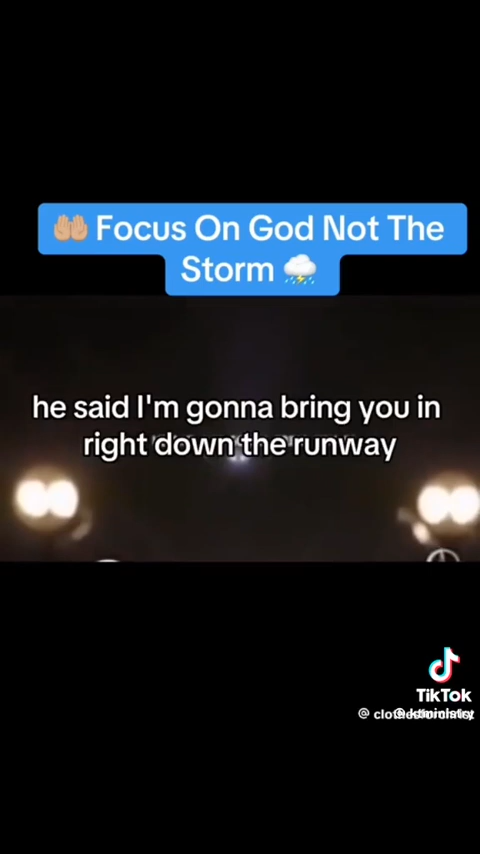 🤲🏼 Focus On God Not The
Storm ⛈️
he said I'm gonna bring you in
right down the runway
TikTok